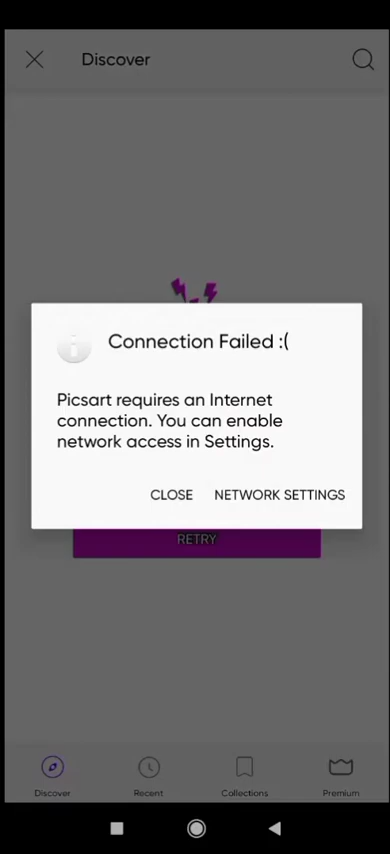 Discover
Connection Failed :(
Picsart requires an Internet
connection. You can enable
network access in Settings.
CLOSE NETWORK SETTINGS
RETRY
Discover Recent Collections Premium